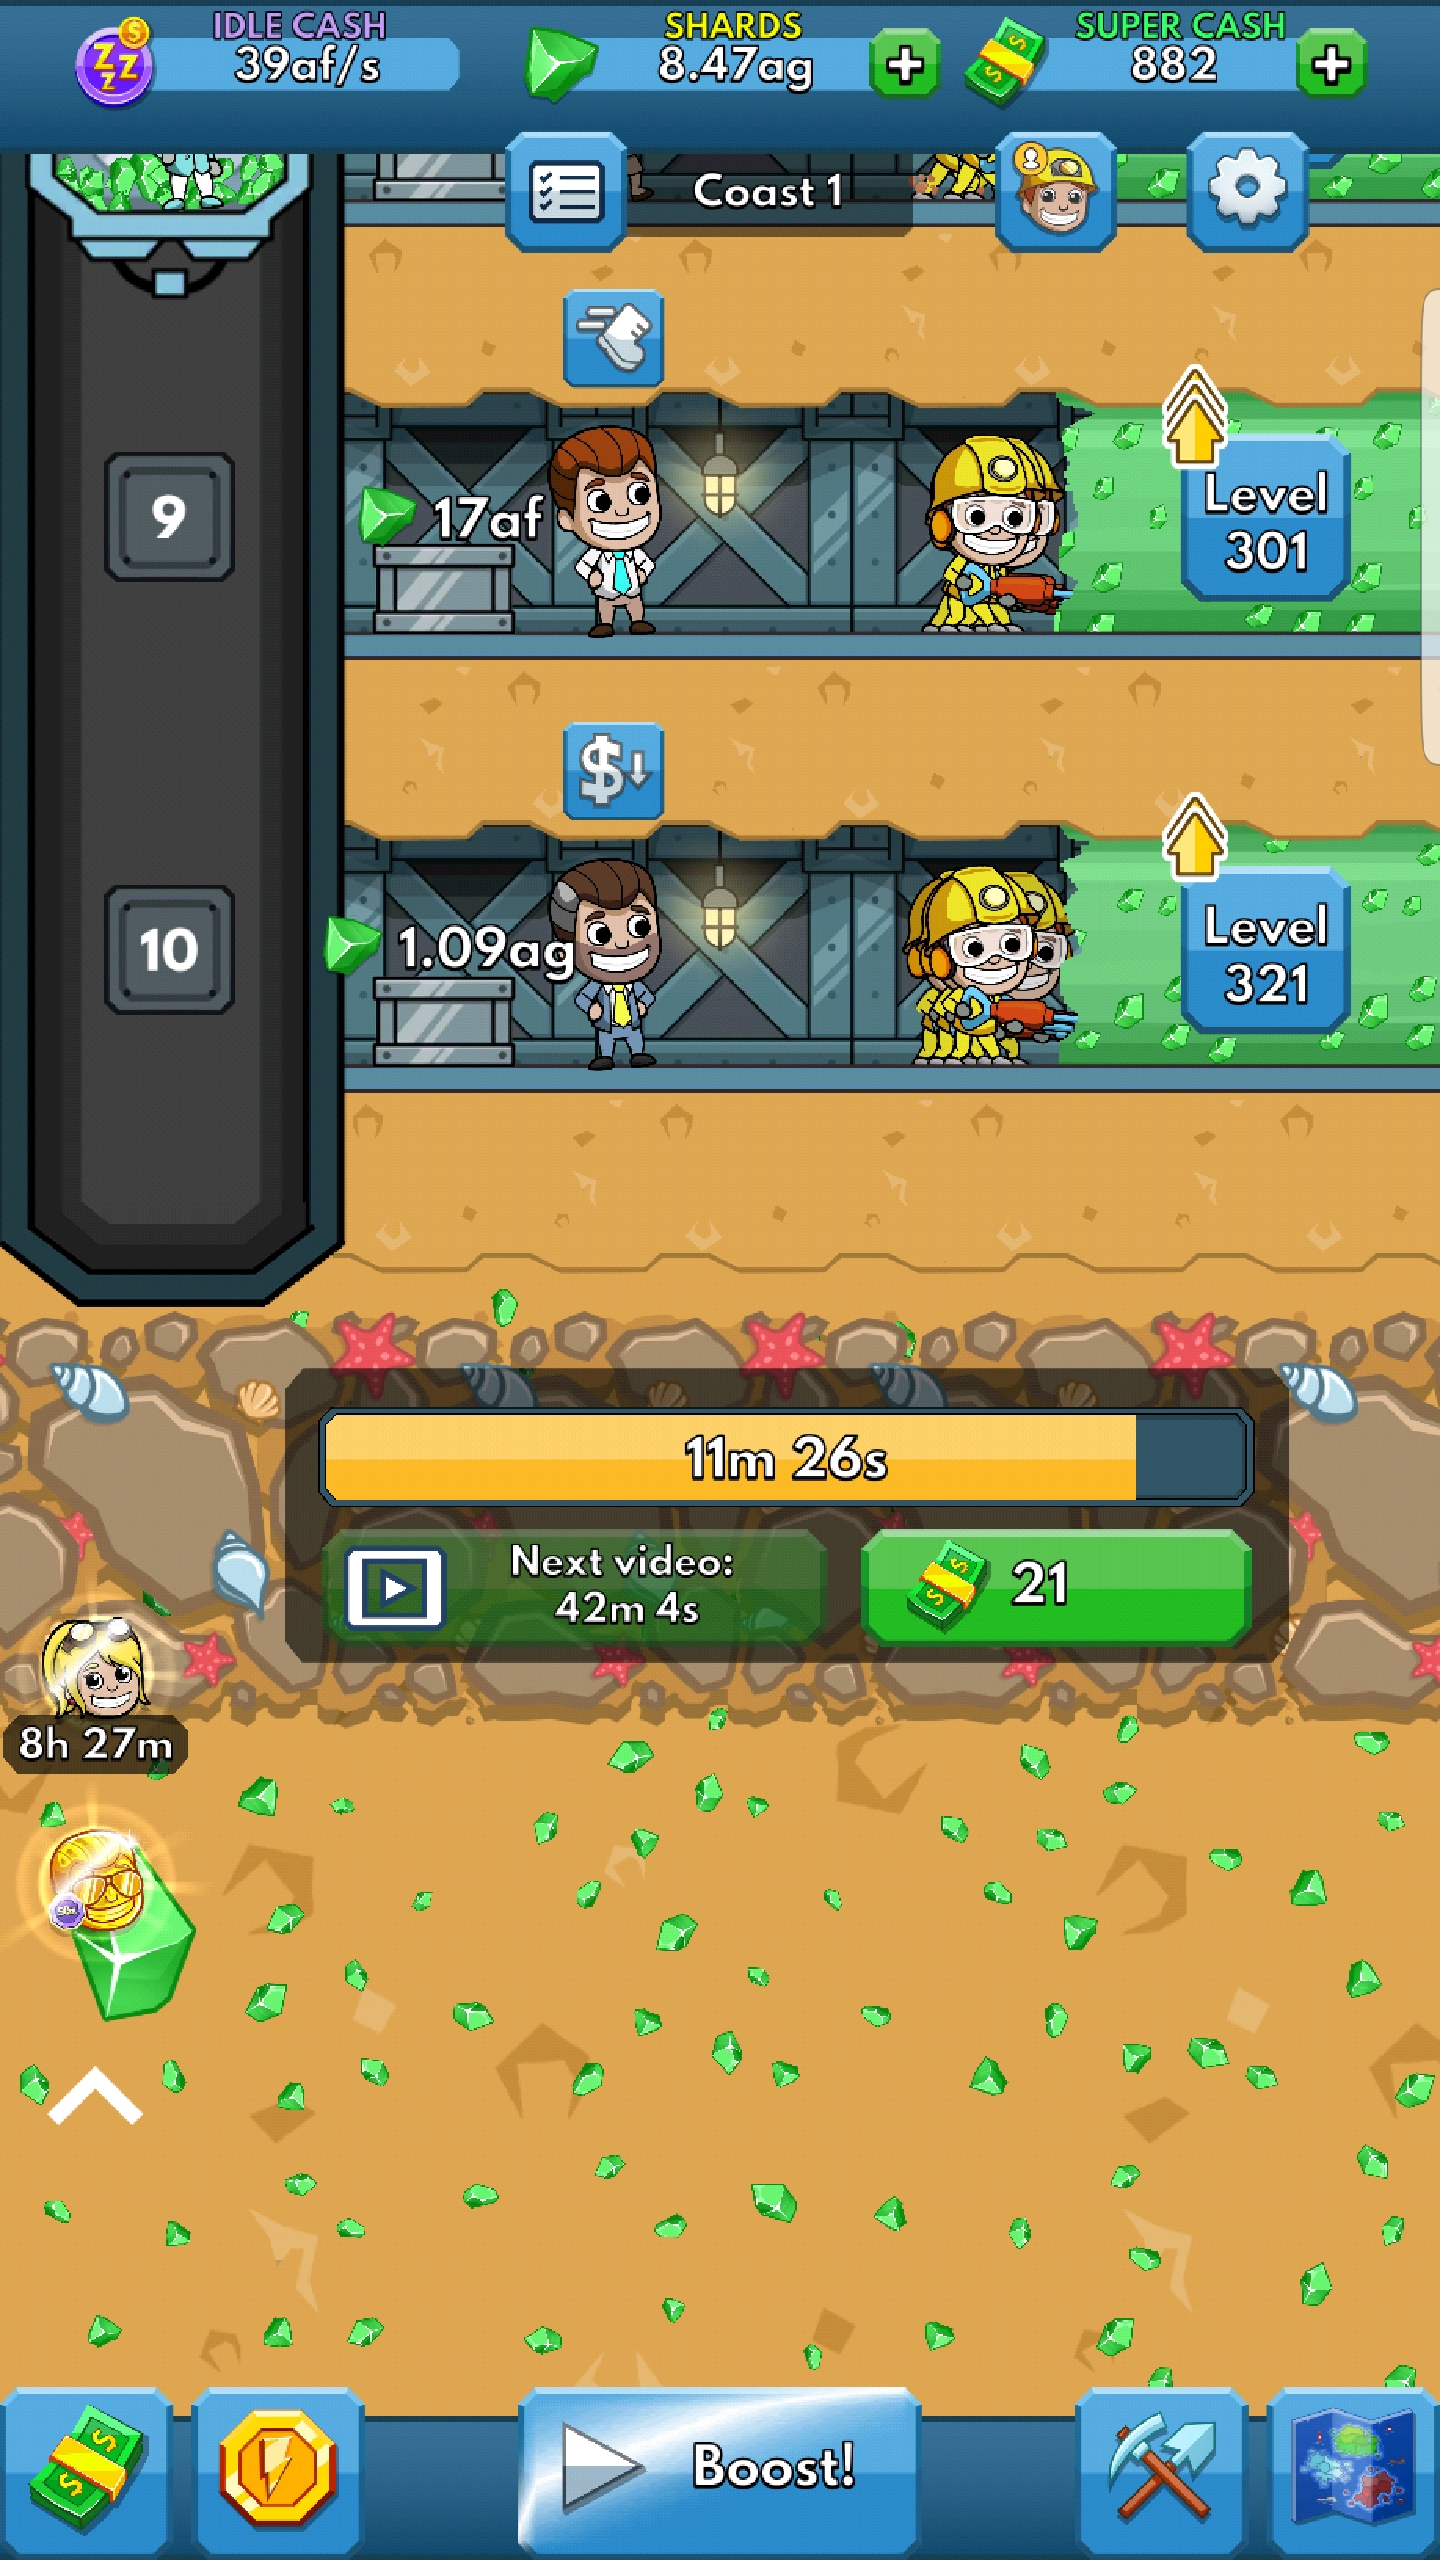 IDLE CASH
39af/s
SHARDS
8.47ag
SUPER CASH
882
Coast 1
9
17af
Level
301
10
1.09ag
Level
321
11m 26s
Next video:
42m 4s
21
8h 27m
Boost!